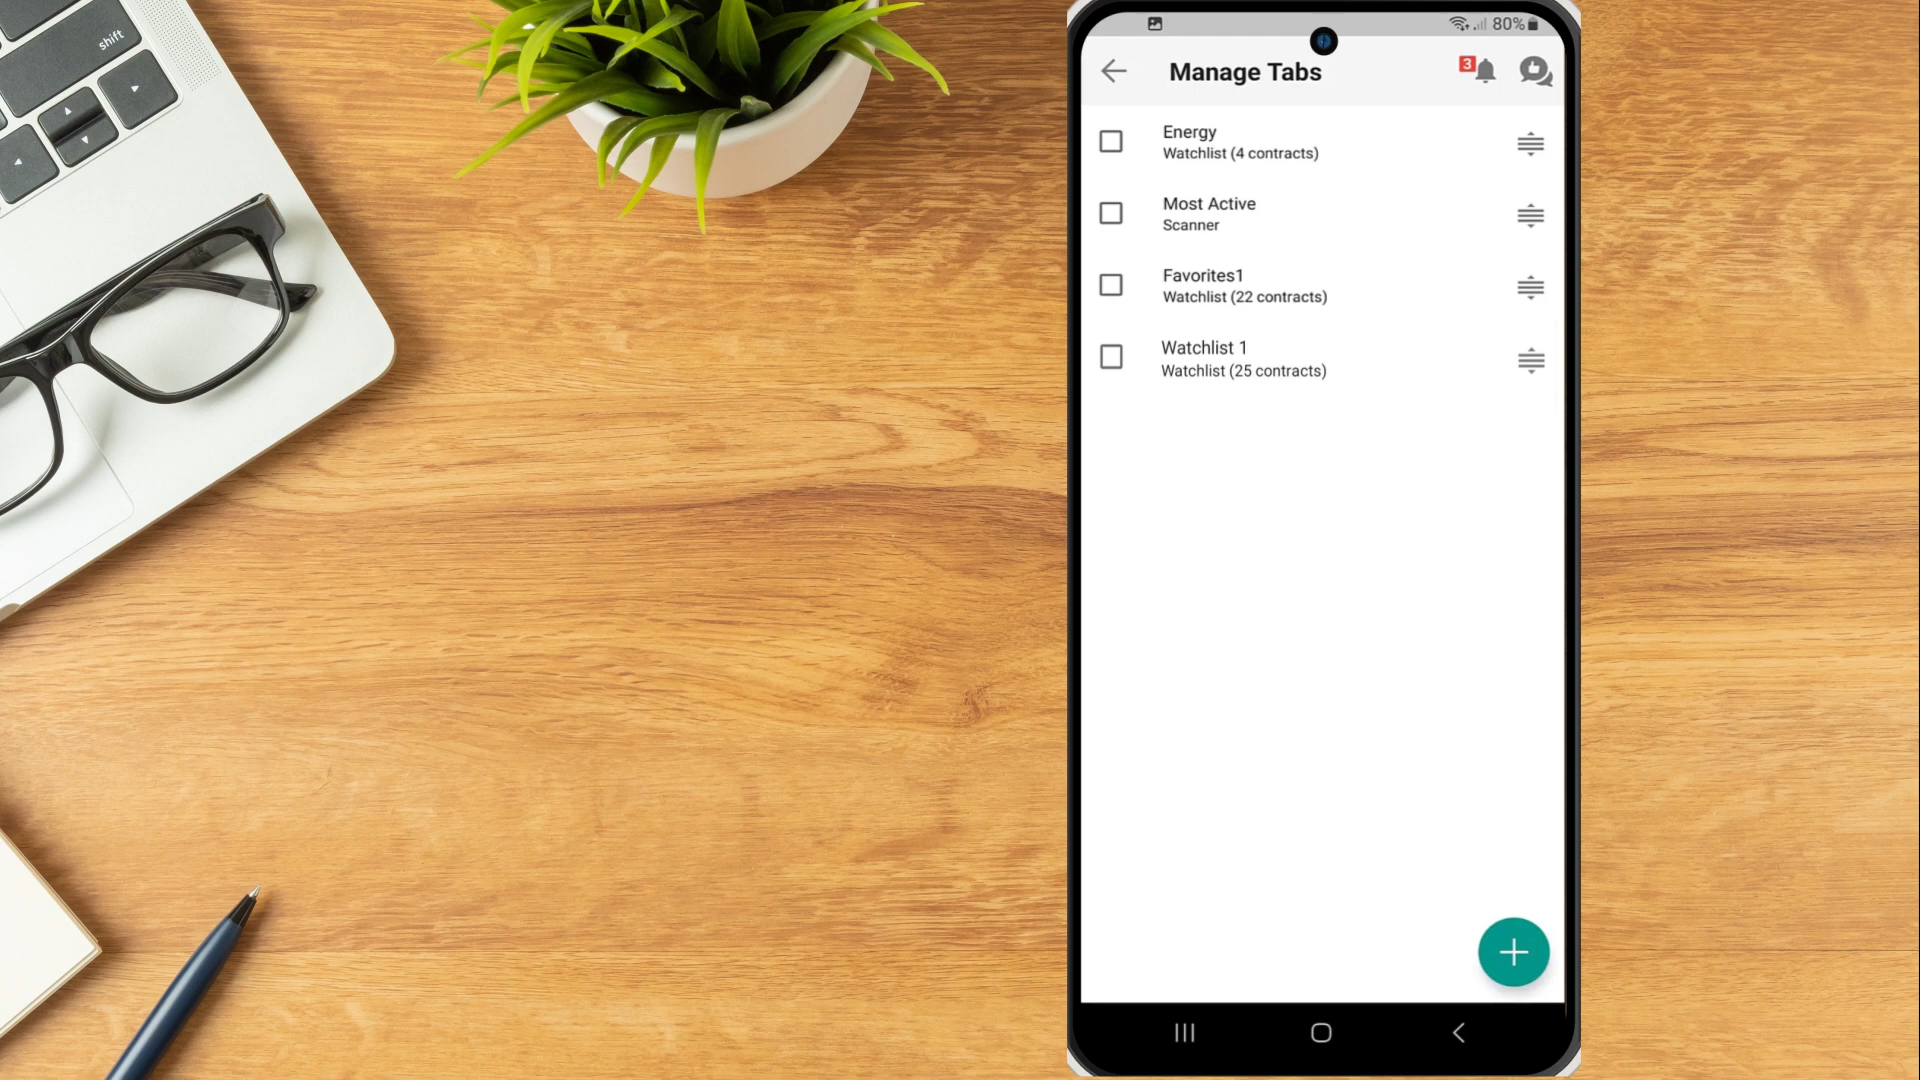 shift
80%
Manage Tabs
3
Energy
Watchlist (4 contracts)
Most Active
Scanner
Favorites1
Watchlist (22 contracts)
Watchlist 1
Watchlist (25 contracts)